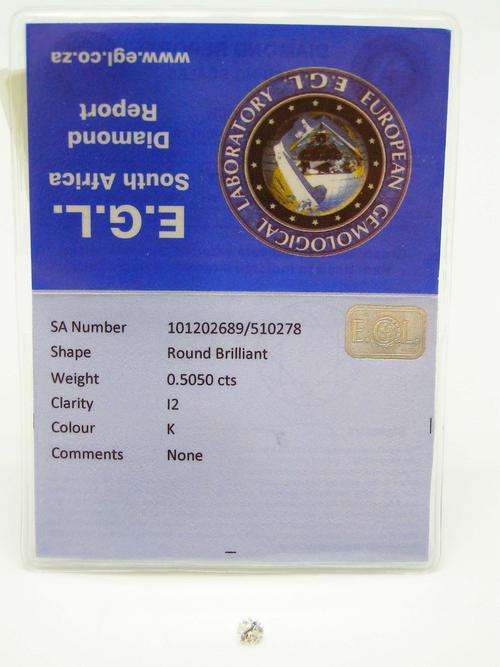 www.egl.co.za
E.G.L.
South Africa
Diamond
Report
E.G.L. EUROPEAN GEMOLOGICAL LABORATORY
SA Number 101202689/510278
Shape Round Brilliant
Weight 0.5050 cts
Clarity I2
Colour K
Comments None
E.G.L.